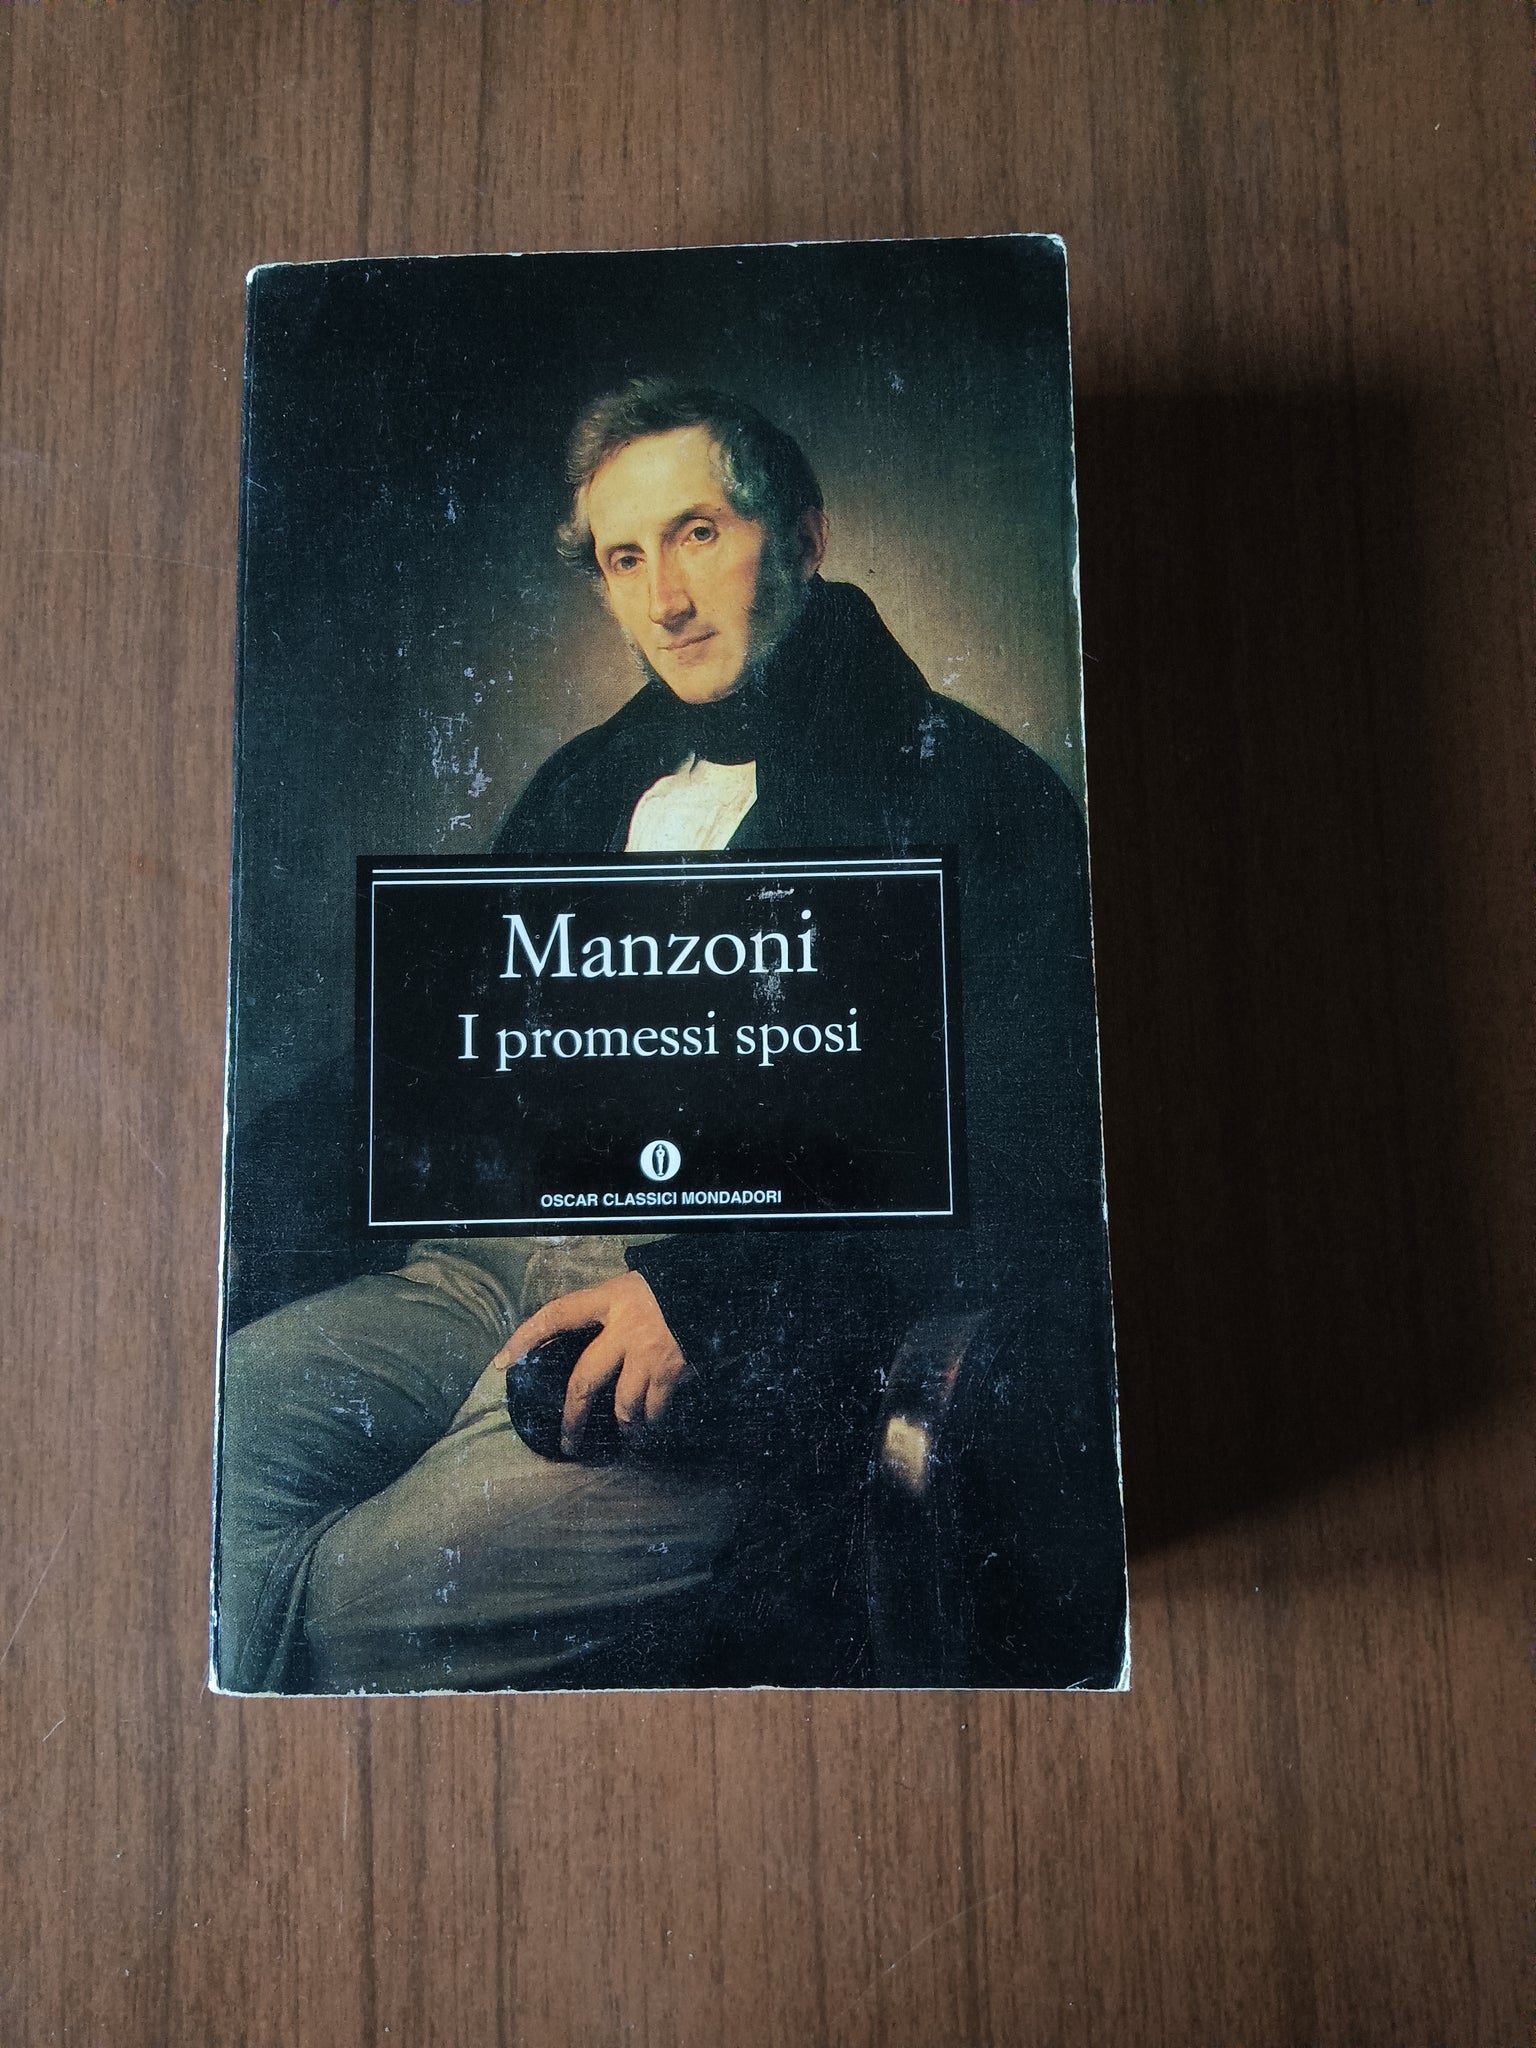 Manzoni
I promessi sposi
OSCAR CLASSICI MONDADORI